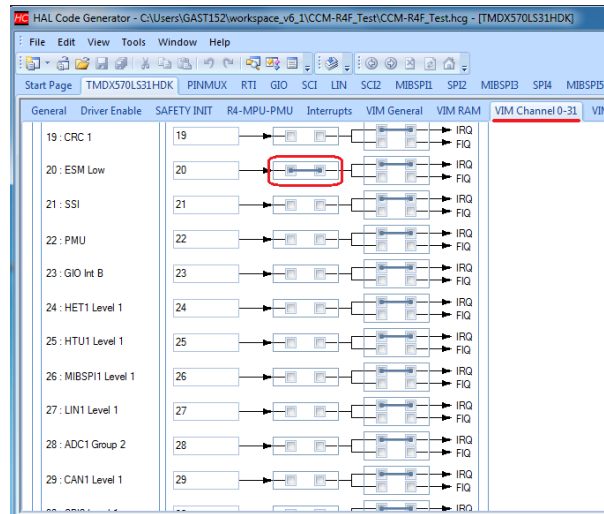 HC HAL Code Generator - C:\Users\GAST152\workspace_v6_1\CCM-R4F_Test\CCM-R4F_Test.hcg - [TMDX570LS31HDK]
File Edit View Tools Window Help
Start Page TMDX570LS31HDK PINMUX RTI GIO SCI LIN SCI2 MIBSPI1 SPI2 MIBSPI3 SPI4 MIBSPI5
General Driver Enable SAFETY INIT R4-MPU-PMU Interrupts VIM General VIM RAM VIM Channel 0-31
19 : CRC 1 19 IRQ
FIQ
20 : ESM Low 20 IRQ
FIQ
21 : SSI 21 IRQ
FIQ
22 : PMU 22 IRQ
FIQ
23 : GIO Int B 23 IRQ
FIQ
24 : HET1 Level 1 24 IRQ
FIQ
25 : HTU1 Level 1 25 IRQ
FIQ
26 : MIBSPI1 Level 1 26 IRQ
FIQ
27 : LIN1 Level 1 27 IRQ
FIQ
28 : ADC1 Group 2 28 IRQ
FIQ
29 : CAN1 Level 1 29 IRQ
FIQ
IRQ